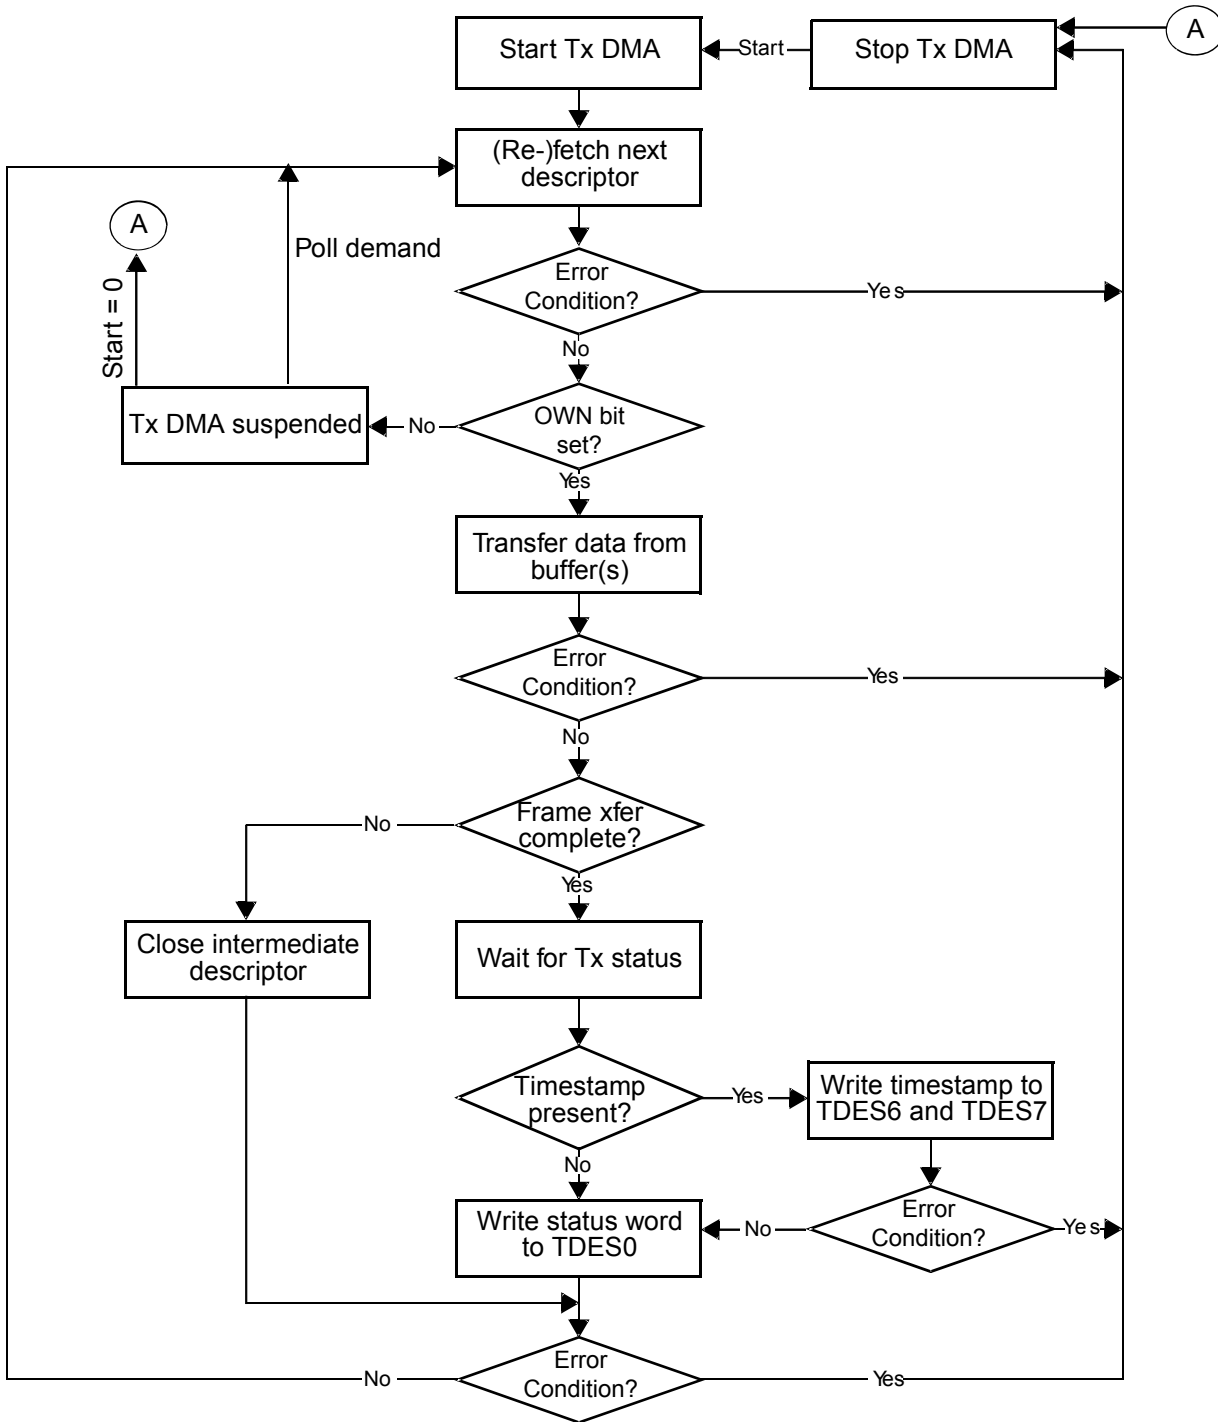 Start Tx DMA
Start
Stop Tx DMA
A
(Re-)fetch next
descriptor
A
Poll demand
Start = 0
Error
Condition?
Yes
No
Tx DMA suspended
No
OWN bit
set?
Yes
Transfer data from
buffer(s)
Error
Condition?
Yes
No
Frame xfer
complete?
No
Yes
Close intermediate
descriptor
Wait for Tx status
Timestamp
present?
Yes
Write timestamp to
TDES6 and TDES7
No
Write status word
to TDES0
No
Error
Condition?
Yes
No
Error
Condition?
Yes